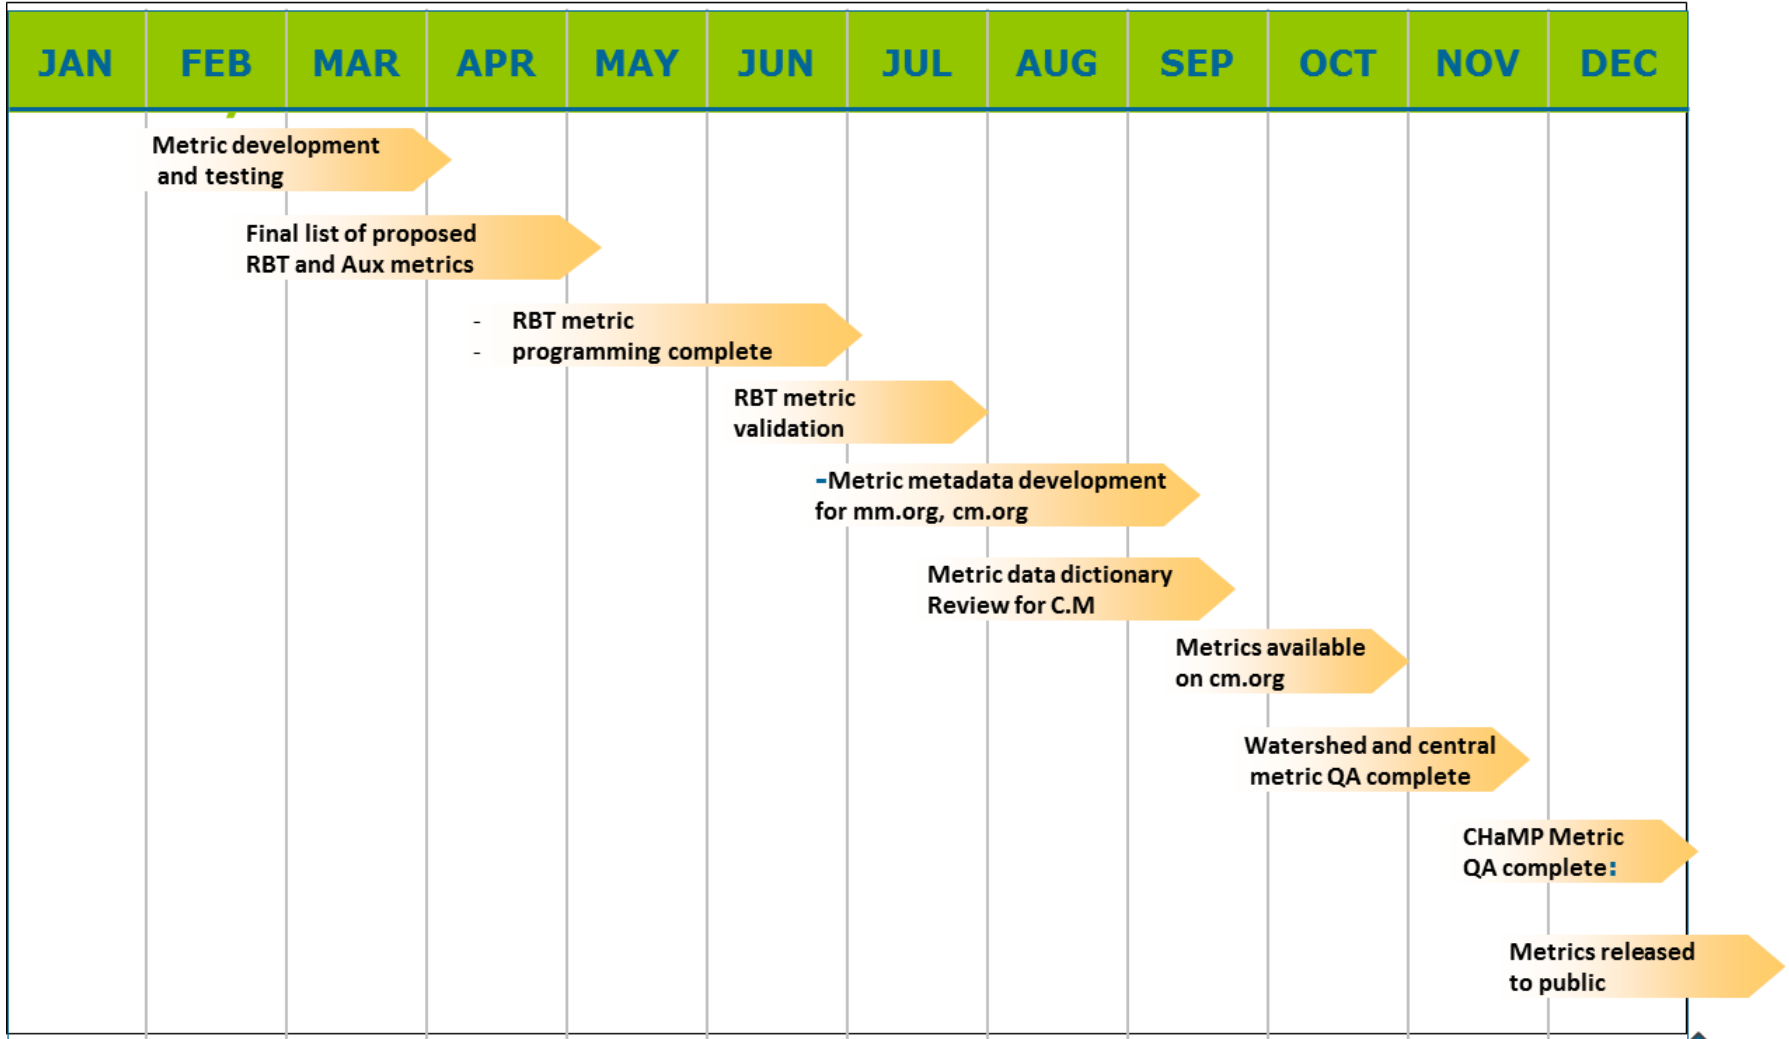 JAN FEB MAR APR MAY JUN JUL AUG SEP OCT NOV DEC
Metric development
and testing
Final list of proposed
RBT and Aux metrics
- RBT metric
- programming complete
RBT metric
validation
-Metric metadata development
for mm.org, cm.org
Metric data dictionary
Review for C.M
Metrics available
on cm.org
Watershed and central
metric QA complete
CHaMP Metric
QA complete:
Metrics released
to public